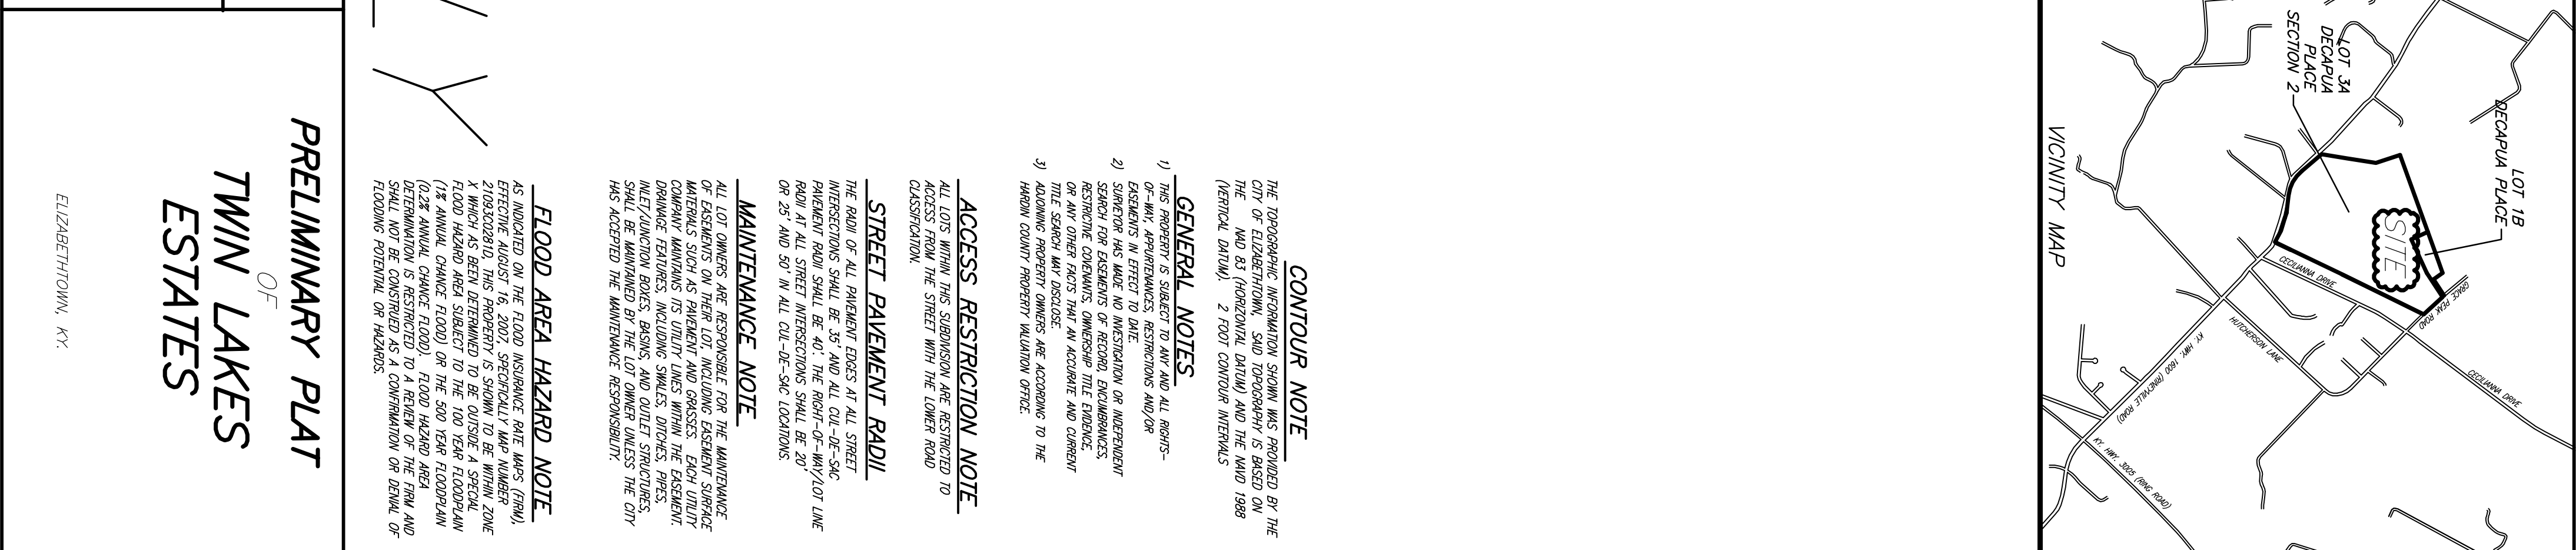 LOT 1B
DECAPUA PLACE
LOT 3A
DECAPUA
PLACE
SECTION 2
SITE
GRACE PEAK ROAD
CECILIANNA DRIVE
HUTCHERSON LANE
CECILIANNA DRIVE
KY. HWY. 1600 (RINEYVILLE ROAD)
KY. HWY. 3005 (RING ROAD)
VICINITY MAP
CONTOUR NOTE
THE TOPOGRAPHIC INFORMATION SHOWN WAS PROVIDED BY THE
CITY OF ELIZABETHTOWN, SAID TOPOGRAPHY IS BASED ON
THE NAD 83 (HORIZONTAL DATUM) AND THE NAVD 1988
(VERTICAL DATUM). 2 FOOT CONTOUR INTERVALS
GENERAL NOTES
1) THIS PROPERTY IS SUBJECT TO ANY AND ALL RIGHTS-
OF-WAY, APPURTENANCES, RESTRICTIONS AND/OR
EASEMENTS IN EFFECT TO DATE.
2) SURVEYOR HAS MADE NO INVESTIGATION OR INDEPENDENT
SEARCH FOR EASEMENTS OF RECORD, ENCUMBRANCES,
RESTRICTIVE COVENANTS, OWNERSHIP TITLE EVIDENCE,
OR ANY OTHER FACTS THAT AN ACCURATE AND CURRENT
TITLE SEARCH MAY DISCLOSE.
3) ADJOINING PROPERTY OWNERS ARE ACCORDING TO THE
HARDIN COUNTY PROPERTY VALUATION OFFICE.
ACCESS RESTRICTION NOTE
ALL LOTS WITHIN THIS SUBDIVISION ARE RESTRICTED TO
ACCESS FROM THE STREET WITH THE LOWER ROAD
CLASSIFICATION.
STREET PAVEMENT RADII
THE RADII OF ALL PAVEMENT EDGES AT ALL STREET
INTERSECTIONS SHALL BE 35' AND ALL CUL-DE-SAC
PAVEMENT RADII SHALL BE 40'. THE RIGHT-OF-WAY/LOT LINE
RADII AT ALL STREET INTERSECTIONS SHALL BE 20'
OR 25' AND 50' IN ALL CUL-DE-SAC LOCATIONS.
MAINTENANCE NOTE
ALL LOT OWNERS ARE RESPONSIBLE FOR THE MAINTENANCE
OF EASEMENTS ON THEIR LOT, INCLUDING EASEMENT SURFACE
MATERIALS SUCH AS PAVEMENT AND GRASSES. EACH UTILITY
COMPANY MAINTAINS ITS UTILITY LINES WITHIN THE EASEMENT.
DRAINAGE FEATURES, INCLUDING SWALES, DITCHES, PIPES,
INLET/JUNCTION BOXES, BASINS, AND OUTLET STRUCTURES,
SHALL BE MAINTAINED BY THE LOT OWNER UNLESS THE CITY
HAS ACCEPTED THE MAINTENANCE RESPONSIBILITY.
FLOOD AREA HAZARD NOTE
AS INDICATED ON THE FLOOD INSURANCE RATE MAPS (FIRM),
EFFECTIVE AUGUST 16, 2007, SPECIFICALLY MAP NUMBER
21093C0281D, THIS PROPERTY IS SHOWN TO BE WITHIN ZONE
X WHICH AS BEEN DETERMINED TO BE OUTSIDE A SPECIAL
FLOOD HAZARD AREA SUBJECT TO THE 100 YEAR FLOODPLAIN
(1% ANNUAL CHANCE FLOOD) OR THE 500 YEAR FLOODPLAIN
(0.2% ANNUAL CHANCE FLOOD). FLOOD HAZARD AREA
DETERMINATION IS RESTRICTED TO A REVIEW OF THE FIRM AND
SHALL NOT BE CONSTRUED AS A CONFIRMATION OR DENIAL OF
FLOODING POTENTIAL OR HAZARDS.
PRELIMINARY PLAT
OF
TWIN LAKES
ESTATES
ELIZABETHTOWN, KY.